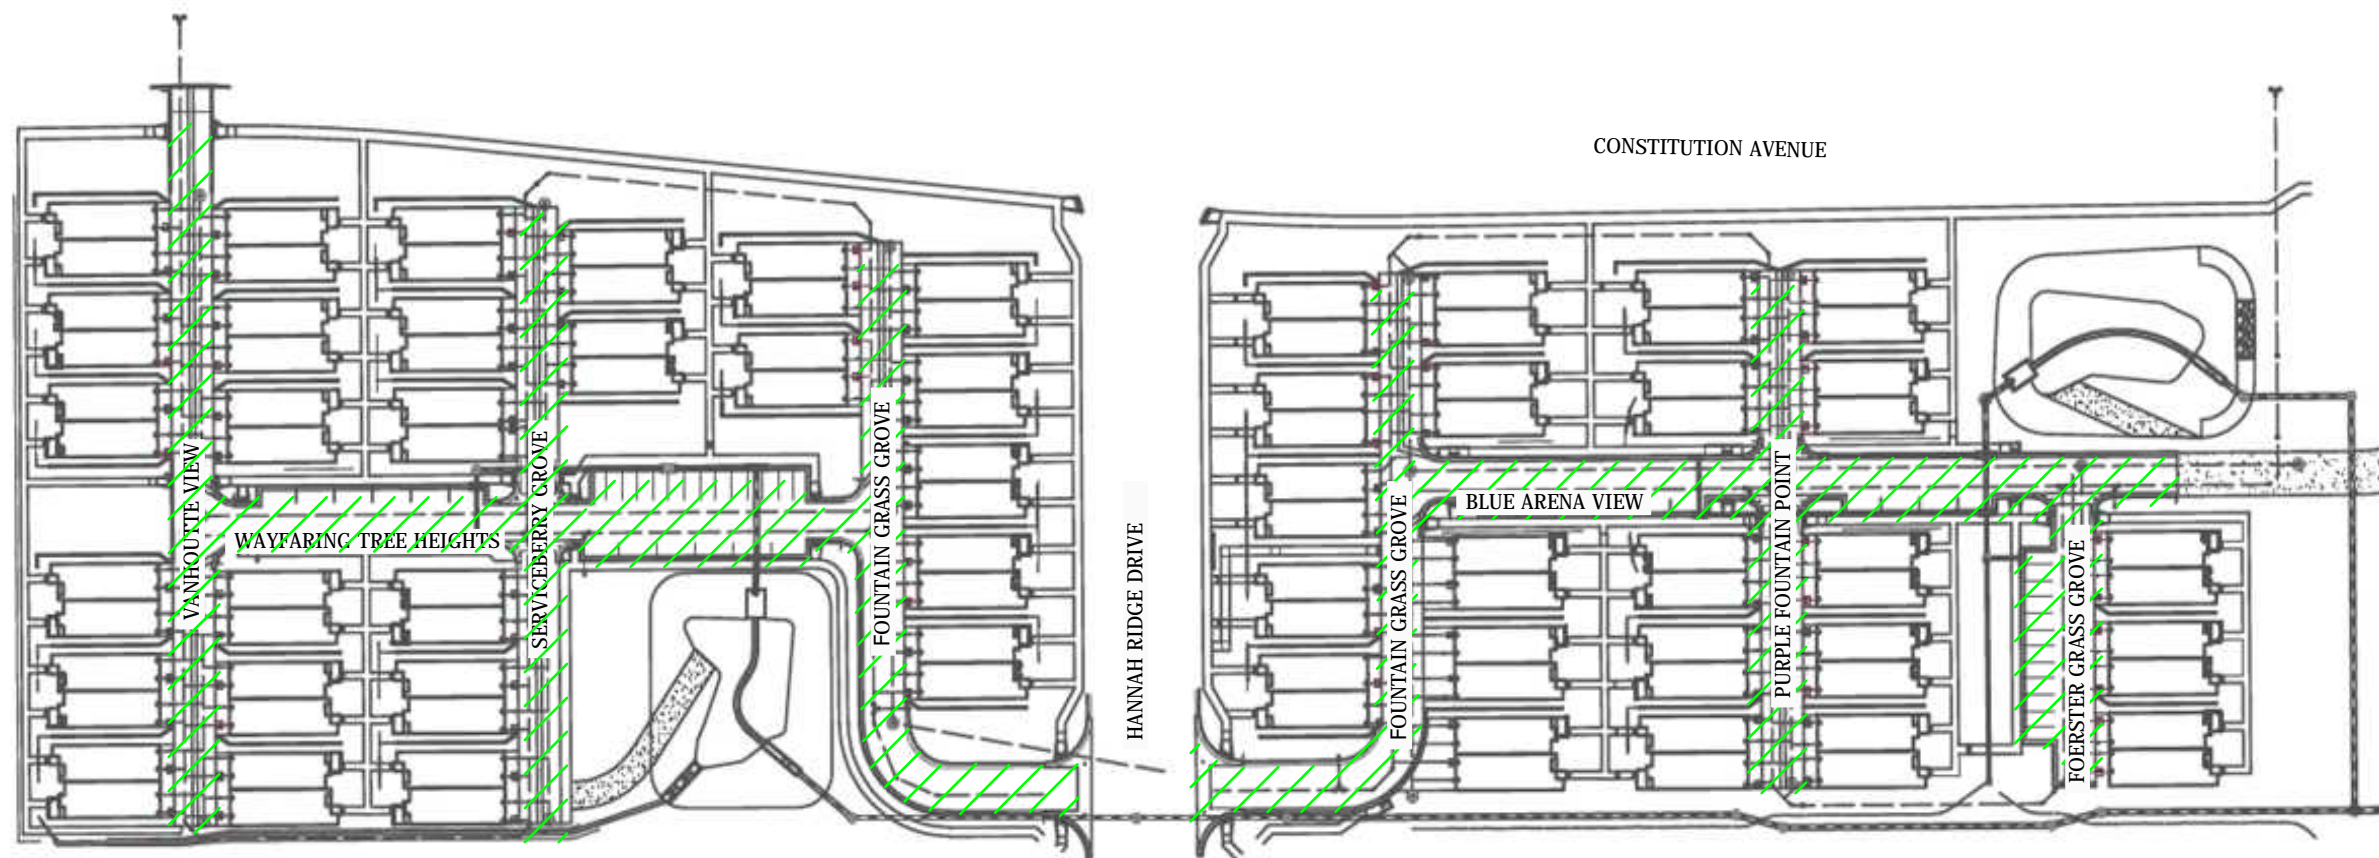 CONSTITUTION AVENUE
VANHOUTTE VIEW
WAYFARING TREE HEIGHTS
SERVICEBERRY GROVE
FOUNTAIN GRASS GROVE
HANNAH RIDGE DRIVE
FOUNTAIN GRASS GROVE
BLUE ARENA VIEW
PURPLE FOUNTAIN POINT
FOERSTER GRASS GROVE